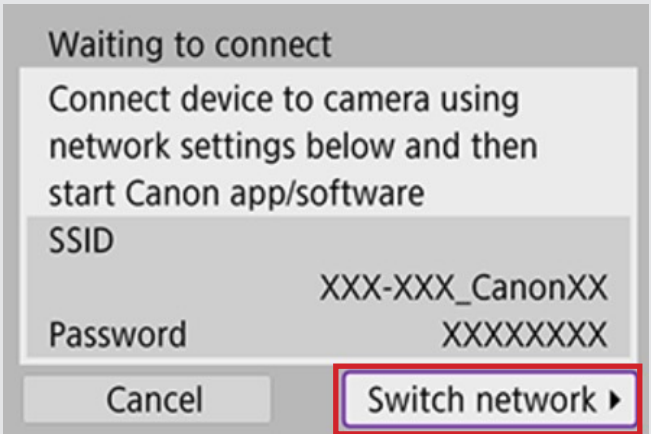 Waiting to connect
Connect device to camera using
network settings below and then
start Canon app/software
SSID
XXX-XXX_CanonXX
Password XXXXXXXX
Cancel Switch network ▸